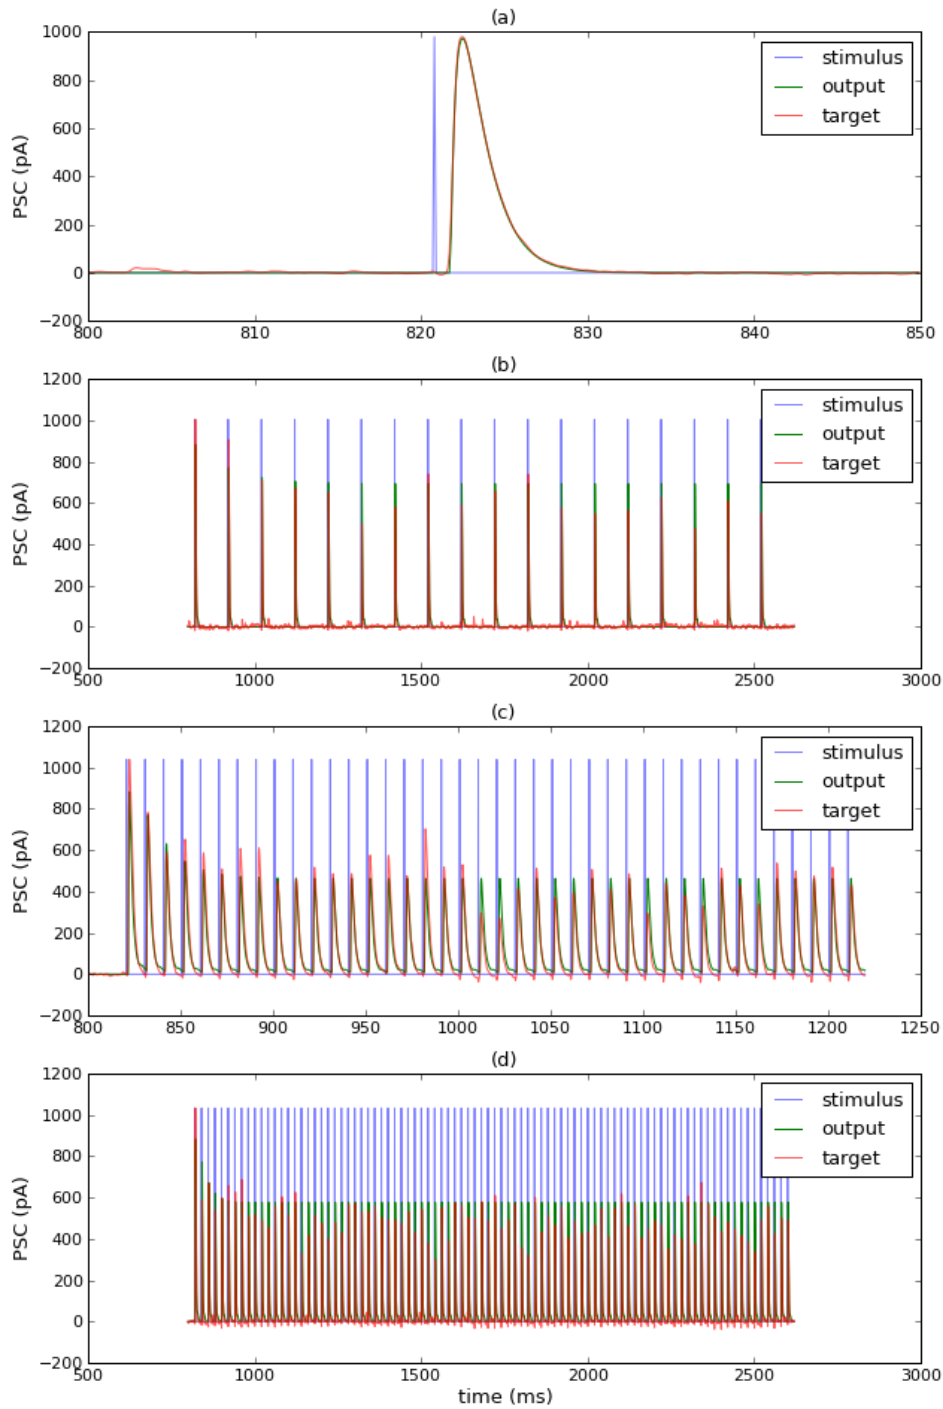 (a)
1000
800
600
400
200
0
−200
PSC (pA)
stimulus
output
target
800 810 820 830 840 850
(b)
1200
1000
800
600
400
200
0
−200
PSC (pA)
stimulus
output
target
500 1000 1500 2000 2500 3000
(c)
1200
1000
800
600
400
200
0
−200
PSC (pA)
stimulus
output
target
800 850 900 950 1000 1050 1100 1150 1200 1250
(d)
1200
1000
800
600
400
200
0
−200
PSC (pA)
stimulus
output
target
500 1000 1500 2000 2500 3000
time (ms)